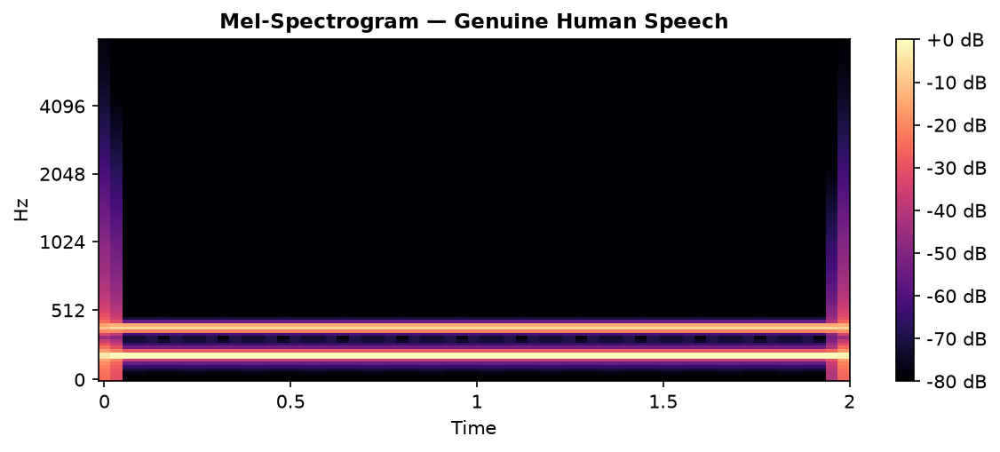 Mel-Spectrogram — Genuine Human Speech
+0 dB
-10 dB
-20 dB
-30 dB
-40 dB
-50 dB
-60 dB
-70 dB
-80 dB
4096
2048
1024
512
0
Hz
0 0.5 1 1.5 2
Time